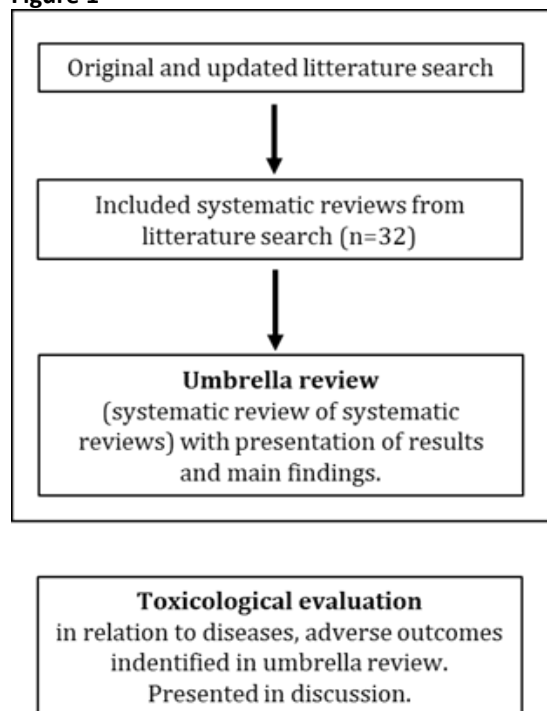 Figure 1
Original and updated litterature search
Included systematic reviews from
litterature search (n=32)
Umbrella review
(systematic review of systematic
reviews) with presentation of results
and main findings.
Toxicological evaluation
in relation to diseases, adverse outcomes
indentified in umbrella review.
Presented in discussion.